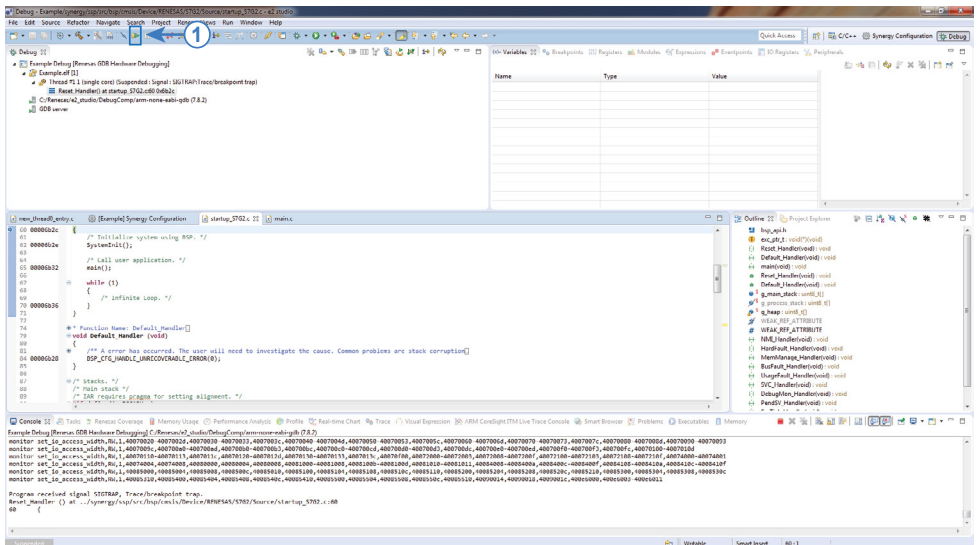 Debug - Example/synergy/ssp/src/bsp/cmsis/Device/RENESAS/S7G2/Source/startup_S7G2.c - e2 studio
File Edit Source Refactor Navigate Search Project Renesas Views Run Window Help
1
Quick Access
C/C++ Synergy Configuration Debug
Debug
Example Debug [Renesas GDB Hardware Debugging]
Example.elf [1]
Thread #1 1 (single core) (Suspended : Signal : SIGTRAP:Trace/breakpoint trap)
Reset_Handler() at startup_S7G2.c:60 0x6b2c
C:/Renesas/e2_studio/DebugComp/arm-none-eabi-gdb (7.8.2)
GDB server
Variables Breakpoints Registers Modules Expressions Eventpoints IO Registers Peripherals
Name Type Value
new_thread0_entry.c [Example] Synergy Configuration startup_S7G2.c main.c
60 00006b2c {
61 /* Initialize system using BSP. */
62 00006b2e SystemInit();
63
64 /* Call user application. */
65 00006b32 main();
66
67 while (1)
68 {
69 /* Infinite Loop. */
70 00006b36 }
71 }
72
74 * Function Name: Default_Handler
79 void Default_Handler (void)
80 {
81 /** A error has occurred. The user will need to investigate the cause. Common problems are stack corruption
84 00006b28 BSP_CFG_HANDLE_UNRECOVERABLE_ERROR(0);
85 }
86
87 /* Stacks. */
88 /* Main stack */
89 /* IAR requires pragma for setting alignment. */
Outline Project Explorer
bsp_api.h
exc_ptr_t : void(*)(void)
Reset_Handler(void) : void
Default_Handler(void) : void
main(void) : void
Reset_Handler(void) : void
Default_Handler(void) : void
g_main_stack : uint8_t[]
g_process_stack : uint8_t[]
g_heap : uint8_t[]
WEAK_REF_ATTRIBUTE
WEAK_REF_ATTRIBUTE
NMI_Handler(void) : void
HardFault_Handler(void) : void
MemManage_Handler(void) : void
BusFault_Handler(void) : void
UsageFault_Handler(void) : void
SVC_Handler(void) : void
DebugMon_Handler(void) : void
PendSV_Handler(void) : void
Console Tasks Renesas Coverage Memory Usage Performance Analysis Profile Real-time Chart Trace Visual Expression ARM CoreSight ITM Live Trace Console Smart Browser Problems Executables Memory
Example Debug [Renesas GDB Hardware Debugging] C:/Renesas/e2_studio/DebugComp/arm-none-eabi-gdb (7.8.2)
Program received signal SIGTRAP, Trace/breakpoint trap.
Reset_Handler () at ../synergy/ssp/src/bsp/cmsis/Device/RENESAS/S7G2/Source/startup_S7G2.c:60
60 {
Suspended
Writable Smart Insert 60 : 1